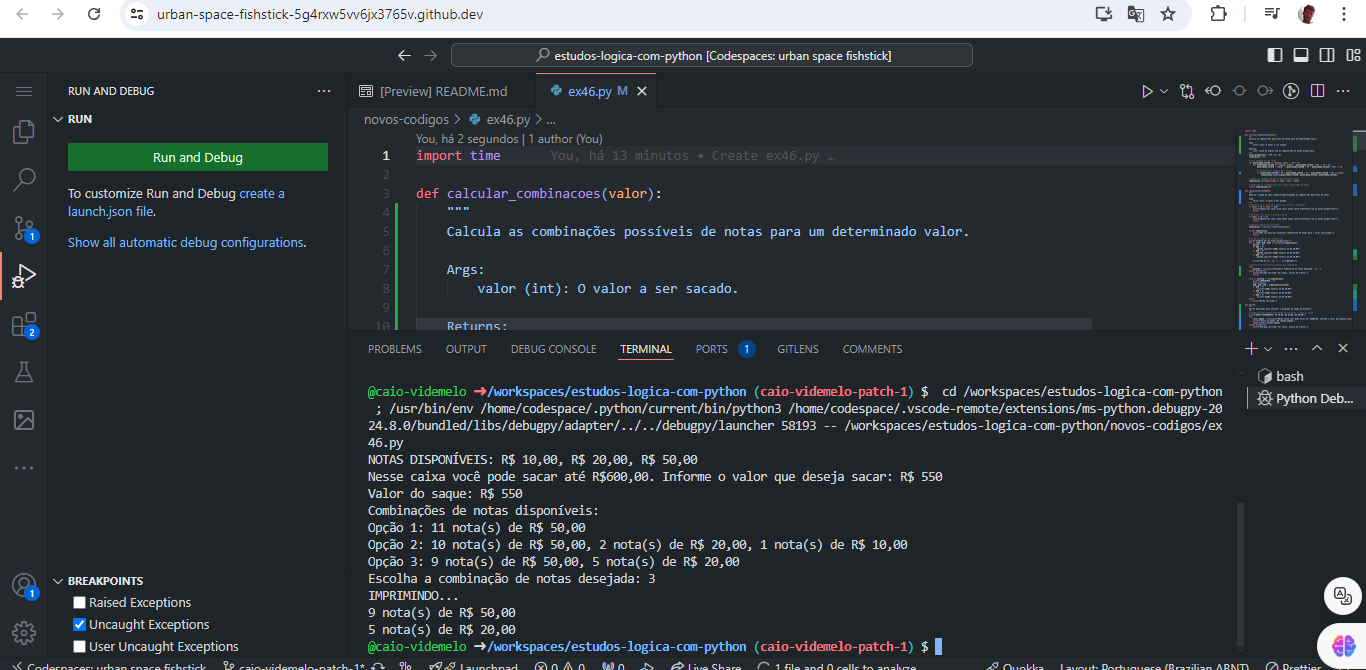 urban-space-fishstick-5g4rxw5vv6jx3765v.github.dev
estudos-logica-com-python [Codespaces: urban space fishstick]
RUN AND DEBUG
RUN
Run and Debug
To customize Run and Debug create a
launch.json file.
Show all automatic debug configurations.
BREAKPOINTS
Raised Exceptions
Uncaught Exceptions
User Uncaught Exceptions
1
2
1
[Preview] README.md
ex46.py M
novos-codigos > ex46.py > ...
You, há 2 segundos | 1 author (You)
1 import time You, há 13 minutos • Create ex46.py …
2
3 def calcular_combinacoes(valor):
4 """
5 Calcula as combinações possíveis de notas para um determinado valor.
6
7 Args:
8 valor (int): O valor a ser sacado.
9
10 Returns:
PROBLEMS OUTPUT DEBUG CONSOLE TERMINAL PORTS 1 GITLENS COMMENTS
@caio-videmelo ➜/workspaces/estudos-logica-com-python (caio-videmelo-patch-1) $ cd /workspaces/estudos-logica-com-python
; /usr/bin/env /home/codespace/.python/current/bin/python3 /home/codespace/.vscode-remote/extensions/ms-python.debugpy-20
24.8.0/bundled/libs/debugpy/adapter/../../debugpy/launcher 58193 -- /workspaces/estudos-logica-com-python/novos-codigos/ex
46.py
NOTAS DISPONÍVEIS: R$ 10,00, R$ 20,00, R$ 50,00
Nesse caixa você pode sacar até R$600,00. Informe o valor que deseja sacar: R$ 550
Valor do saque: R$ 550
Combinações de notas disponíveis:
Opção 1: 11 nota(s) de R$ 50,00
Opção 2: 10 nota(s) de R$ 50,00, 2 nota(s) de R$ 20,00, 1 nota(s) de R$ 10,00
Opção 3: 9 nota(s) de R$ 50,00, 5 nota(s) de R$ 20,00
Escolha a combinação de notas desejada: 3
IMPRIMINDO...
9 nota(s) de R$ 50,00
5 nota(s) de R$ 20,00
@caio-videmelo ➜/workspaces/estudos-logica-com-python (caio-videmelo-patch-1) $
bash
Python Deb...
Codespaces: urban space fishstick caio-videmelo-patch-1* Launchpad 0 0 0 Live Share 1 file and 0 cells to analyze Quokka Layout: Portuguese (Brazilian ABNT) Prettier